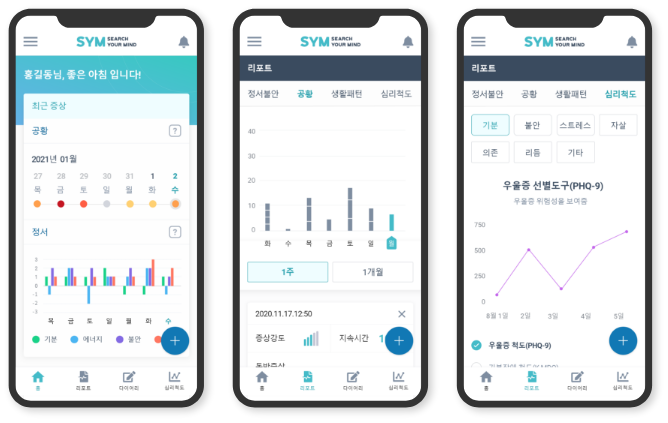 SYM SEARCH YOUR MIND
홍길동님, 좋은 아침 입니다!
최근 증상
공황 ?
2021년 01월
27 28 29 30 31 1 2
목 금 토 일 월 화 수
정서 ?
3
2
1
0
-1
-2
-3
목 금 토 일 월 화 수
기분 에너지 불안
홈 리포트 다이어리 심리척도
SYM SEARCH YOUR MIND
리포트
정서불안 공황 생활패턴 심리척도
40
30
20
10
0
화 수 목 금 토 일 월
1주 1개월
2020.11.17.12:50
증상강도 지속시간 1
동반증상
홈 리포트 다이어리 심리척도
SYM SEARCH YOUR MIND
리포트
정서불안 공황 생활패턴 심리척도
기분 불안 스트레스 자살
의존 리듬 기타
우울증 선별도구(PHQ-9)
우울증 위험성을 보여줌
750
500
250
0
8월 1일 2일 3일 4일 5일
우울증 척도(PHQ-9)
홈 리포트 다이어리 심리척도